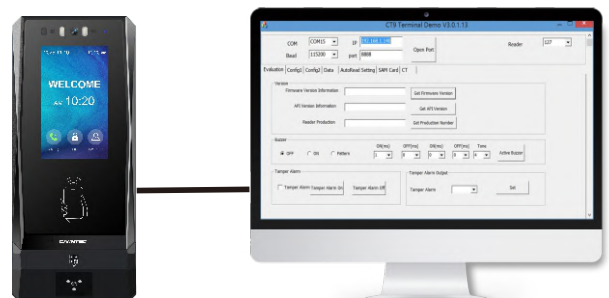 WELCOME
10:20
CT9 Terminal Demo V3.0.1.13
COM
COM15
IP
Reader
127
Baud
115200
port
8888
Open Port
Evaluation
Config1
Config2
Data
AutoRead Setting
SAM Card
CT
Version
Firmware Version Information
Get Firmware Version
API Version Information
Get API Version
Reader Production
Get Production Number
Buzzer
ON(ms)
OFF(ms)
ON(ms)
OFF(ms)
Time
OFF
ON
Pattern
Active Buzzer
Tamper Alarm
Tamper Alarm Output
Tamper Alarm
Tamper Alarm On
Tamper Alarm Off
Tamper Alarm
Set